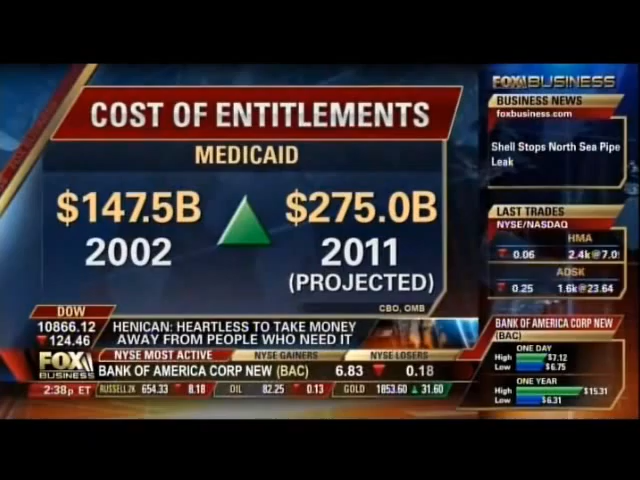 COST OF ENTITLEMENTS
MEDICAID
$147.5B
2002
$275.0B
2011
(PROJECTED)
CBO, OMB
FOX BUSINESS
BUSINESS NEWS
foxbusiness.com
Shell Stops North Sea Pipe
Leak
LAST TRADES
NYSE/NASDAQ
HMA
0.06 2.4k@7.0
ADSK
0.25 1.6k@23.64
BANK OF AMERICA CORP NEW
(BAC)
ONE DAY
High $7.12
Low $6.75
ONE YEAR
High $15.31
Low $6.31
DOW
10866.12
124.46
HENICAN: HEARTLESS TO TAKE MONEY
AWAY FROM PEOPLE WHO NEED IT
NYSE MOST ACTIVE NYSE GAINERS NYSE LOSERS
BANK OF AMERICA CORP NEW (BAC) 6.83 0.18
FOX
BUSINESS
2:38p ET RUSSELL 2K 654.33 8.18 OIL 82.25 0.13 GOLD 1853.60 31.60